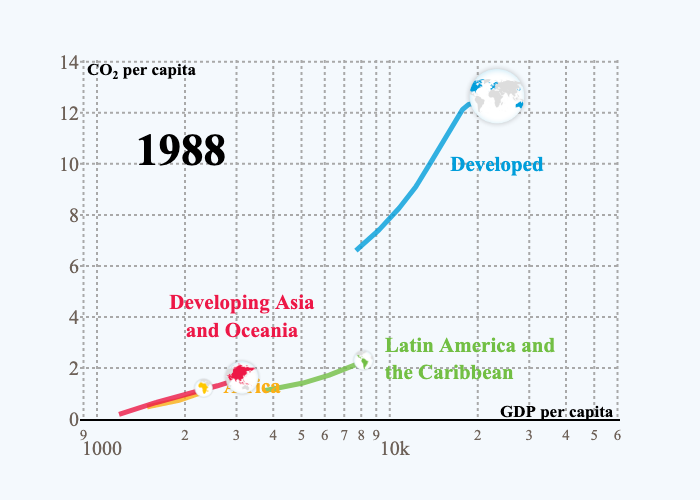 14
CO₂ per capita
12
1988
10
Developed
8
6
Developing Asia
and Oceania
4
Latin America and
the Caribbean
2
Africa
GDP per capita
0
9 2 3 4 5 6 7 8 9 2 3 4 5 6
1000 10k